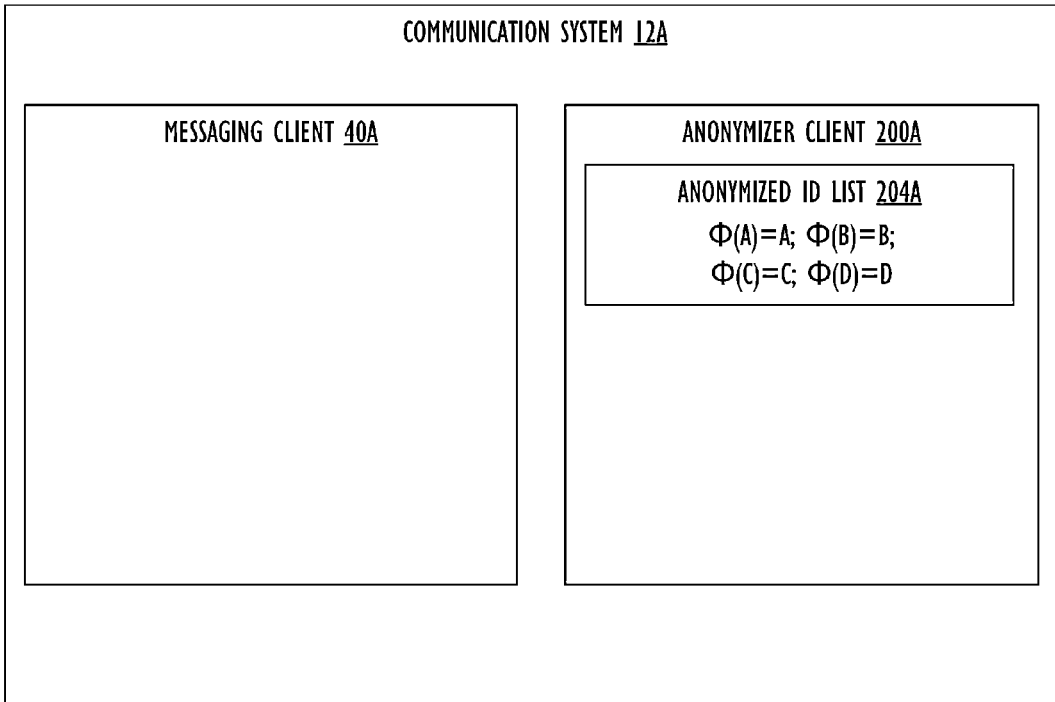 COMMUNICATION SYSTEM 12A
MESSAGING CLIENT 40A
ANONYMIZER CLIENT 200A
ANONYMIZED ID LIST 204A
Φ(A)=A; Φ(B)=B;
Φ(C)=C; Φ(D)=D